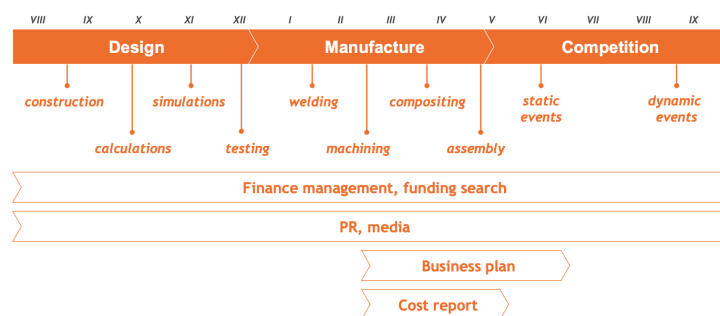 VIII IX X XI XII I II III IV V VI VII VIII IX
Design Manufacture Competition
construction simulations welding compositing static events dynamic events
calculations testing machining assembly
Finance management, funding search
PR, media
Business plan
Cost report